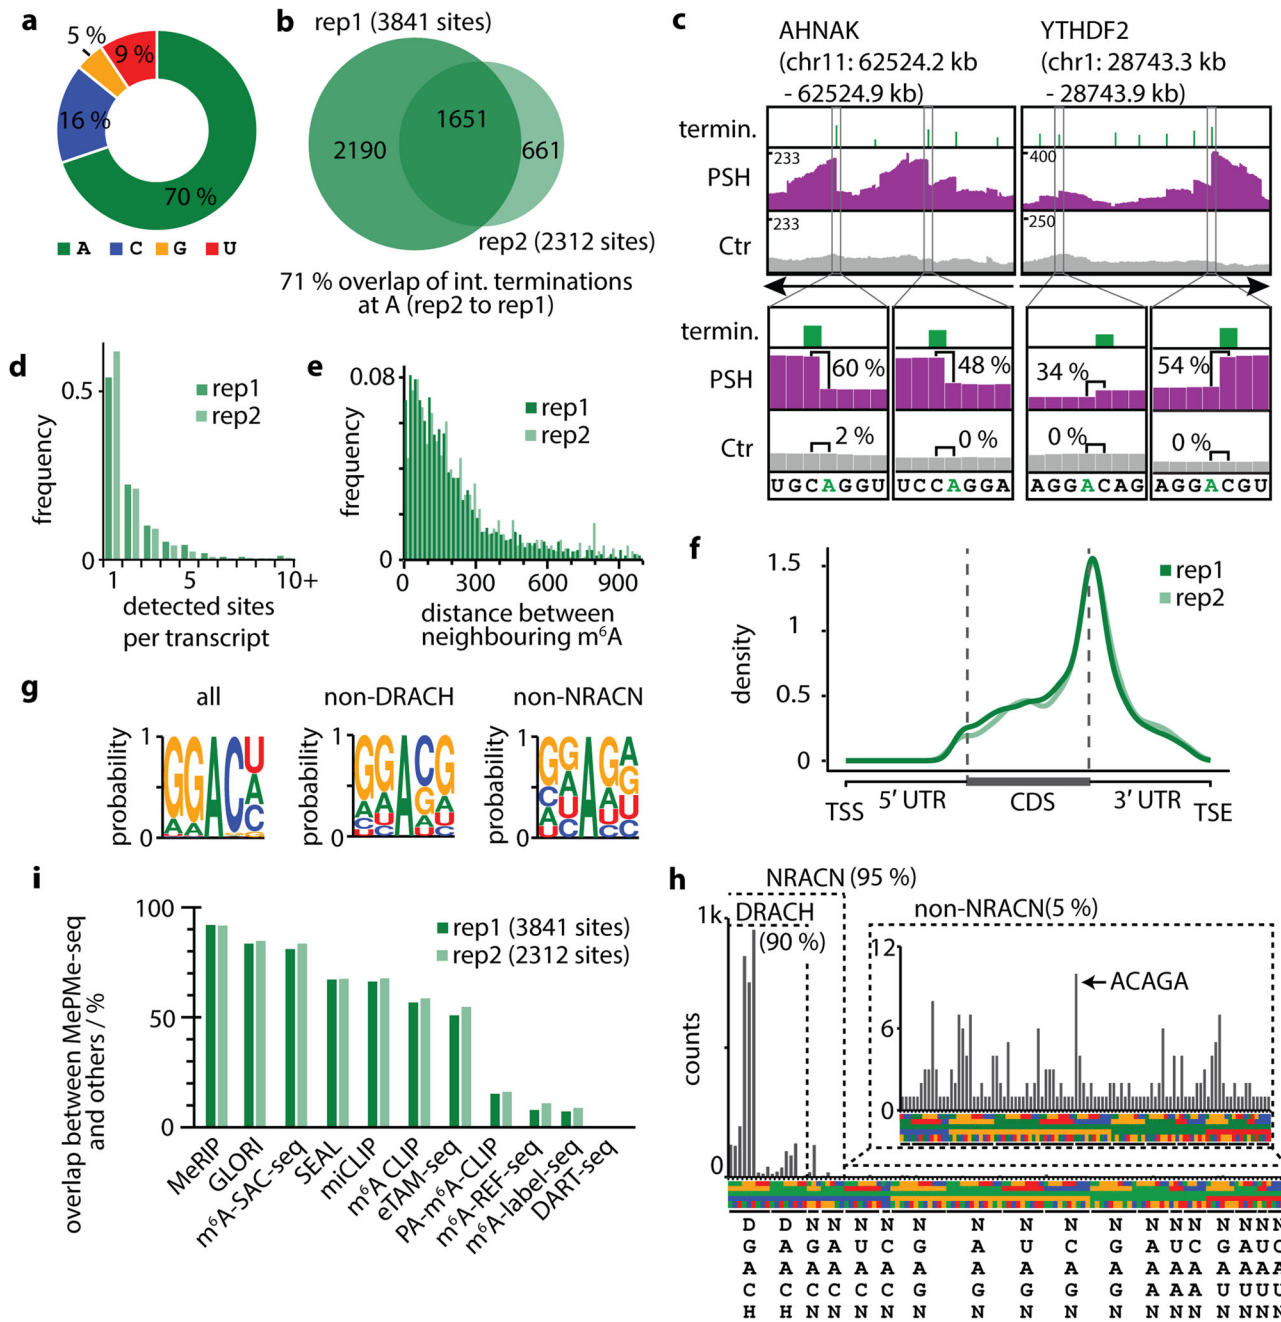 a
5 %
9 %
16 %
70 %
A C G U
b
rep1 (3841 sites)
2190
1651
661
rep2 (2312 sites)
71 % overlap of int. terminations
at A (rep2 to rep1)
c
AHNAK
(chr11: 62524.2 kb
- 62524.9 kb)
YTHDF2
(chr1: 28743.3 kb
- 28743.9 kb)
termin.
PSH
233
400
Ctr
233
250
termin.
PSH
60 %
48 %
34 %
54 %
Ctr
2 %
0 %
0 %
0 %
UGCAGGU
UCCAGGA
AGGACAG
AGGACGU
d
frequency
0.5
0
rep1
rep2
1 5 10+
detected sites
per transcript
e
frequency
0.08
0
rep1
rep2
0 300 600 900
distance between
neighbouring m⁶A
f
density
1.5
1
0.5
0
rep1
rep2
TSS
5′ UTR
CDS
3′ UTR
TSE
g
all
non-DRACH
non-NRACN
probability
1
0
probability
1
0
probability
1
0
h
NRACN (95 %)
DRACH
(90 %)
non-NRACN(5 %)
1k
0
counts
12
6
0
ACAGA
D D N N N N N N N N N N N N N N N N N
G A G A U C G A U C G A U C G A U C
A A A A A A A A A A A A A A A A A A
C C C C C C G G G G A A A A U U U U
H H N N N N N N N N N N N N N N N N
i
overlap between MePMe-seq
and others / %
100
50
0
rep1 (3841 sites)
rep2 (2312 sites)
MeRIP
GLORI
m⁶A-SAC-seq
SEAL
miCLIP
m⁶A CLIP
eTAM-seq
PA-m⁶A-CLIP
m⁶A-REF-seq
m⁶A-label-seq
DART-seq